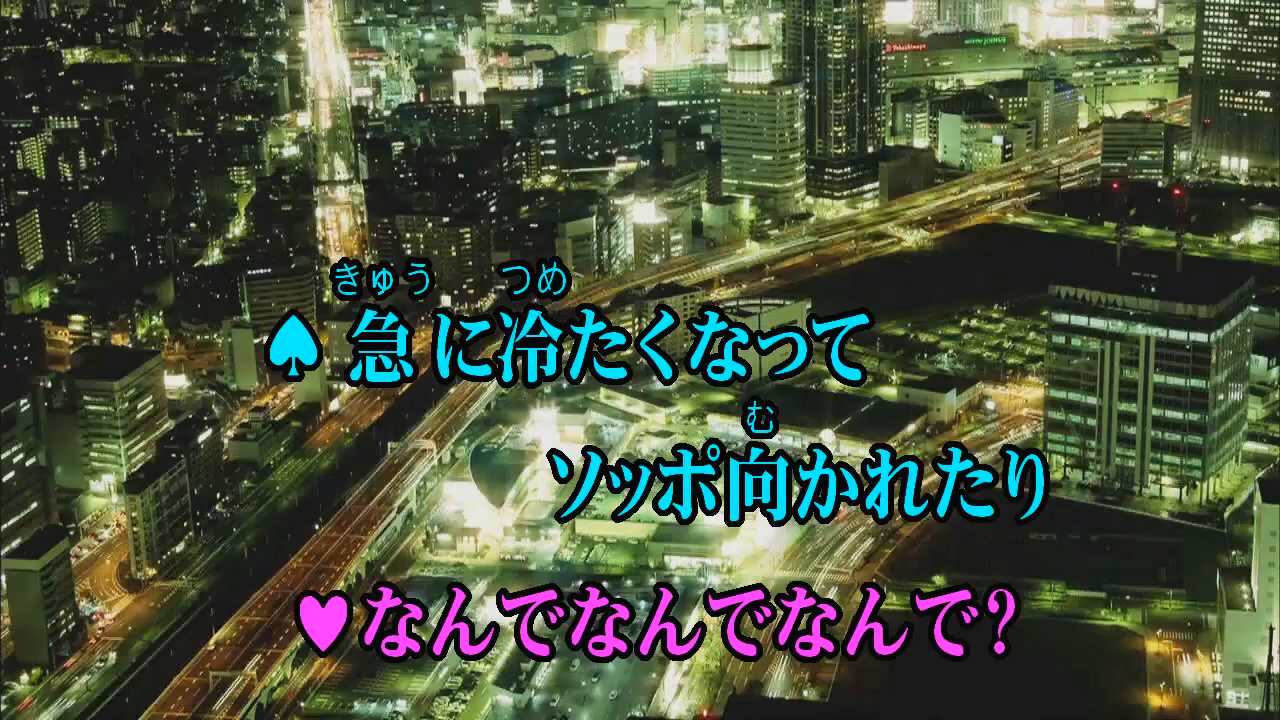 きゅう つめ
♠急に冷たくなって
む
ソッポ向かれたり
♥なんでなんでなんで?